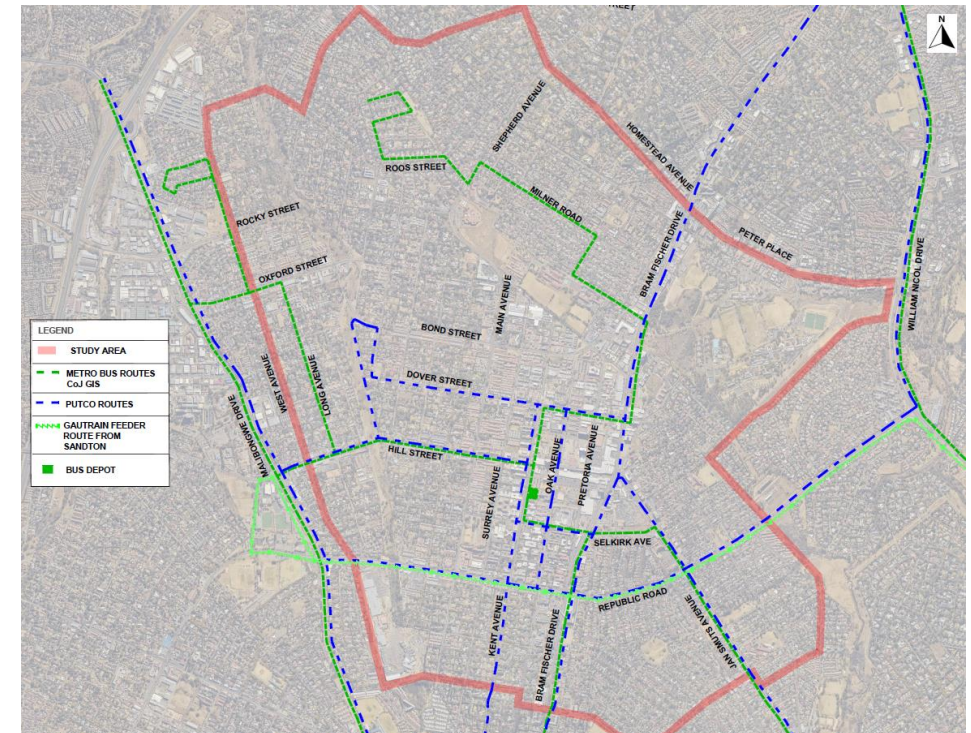 STREET
N
SHEPHERD AVENUE
HOMESTEAD AVENUE
ROOS STREET
MILNER ROAD
ROCKY STREET
PETER PLACE
BRAM FISCHER DRIVE
WILLIAM NICOL DRIVE
OXFORD STREET
MAIN AVENUE
BOND STREET
LEGEND
STUDY AREA
METRO BUS ROUTES
CoJ GIS
PUTCO ROUTES
GAUTRAIN FEEDER
ROUTE FROM
SANDTON
BUS DEPOT
WEST AVENUE
LONG AVENUE
DOVER STREET
MALIBONGWE DRIVE
HILL STREET
SURREY AVENUE
OAK AVENUE
PRETORIA AVENUE
SELKIRK AVE
REPUBLIC ROAD
KENT AVENUE
BRAM FISCHER DRIVE
JAN SMUTS AVENUE